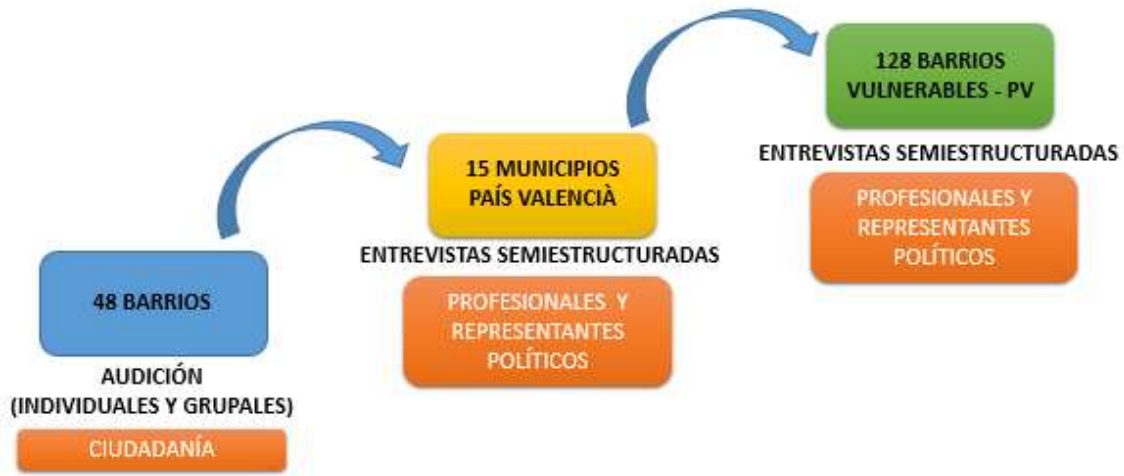 48 BARRIOS
AUDICIÓN
(INDIVIDUALES Y GRUPALES)
CIUDADANÍA
15 MUNICIPIOS
PAÍS VALENCIÀ
ENTREVISTAS SEMIESTRUCTURADAS
PROFESIONALES Y
REPRESENTANTES
POLÍTICOS
128 BARRIOS
VULNERABLES - PV
ENTREVISTAS SEMIESTRUCTURADAS
PROFESIONALES Y
REPRESENTANTES
POLÍTICOS